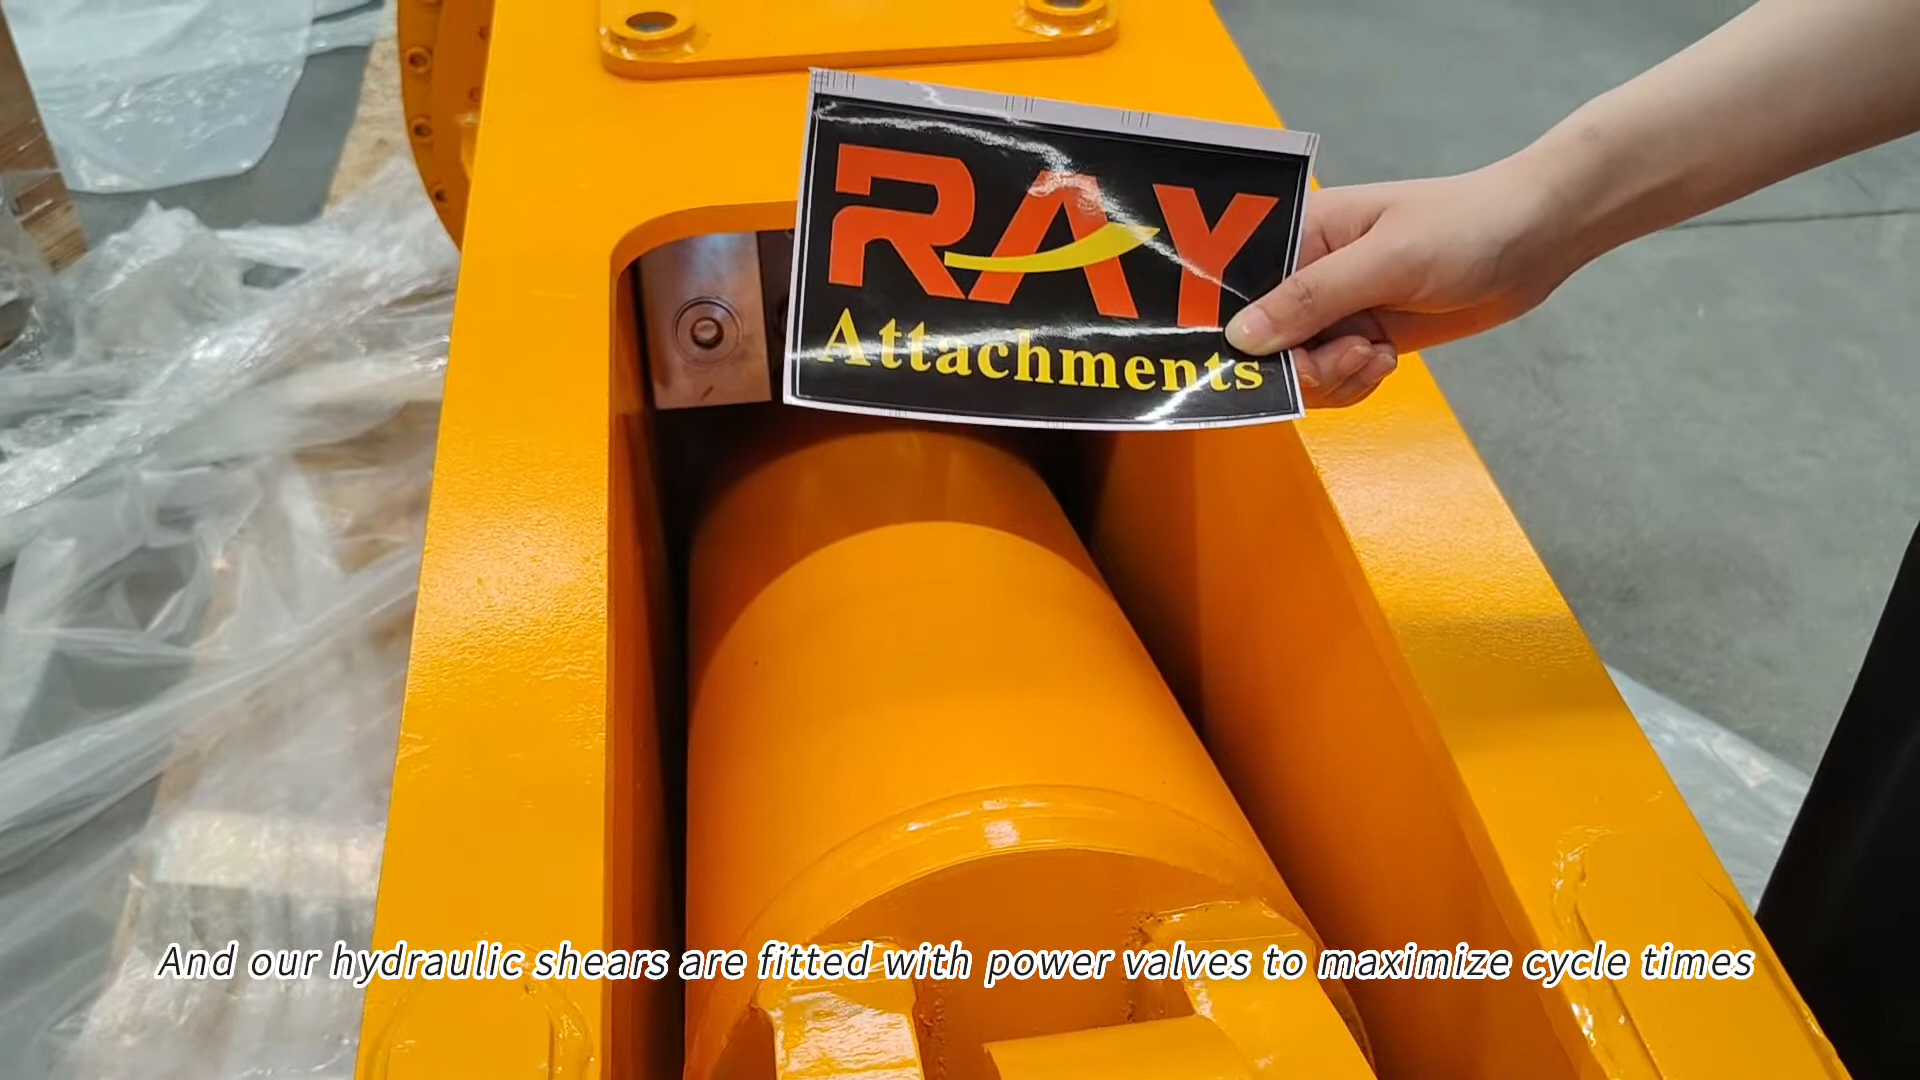 RAY
Attachments
And our hydraulic shears are fitted with power valves to maximize cycle times